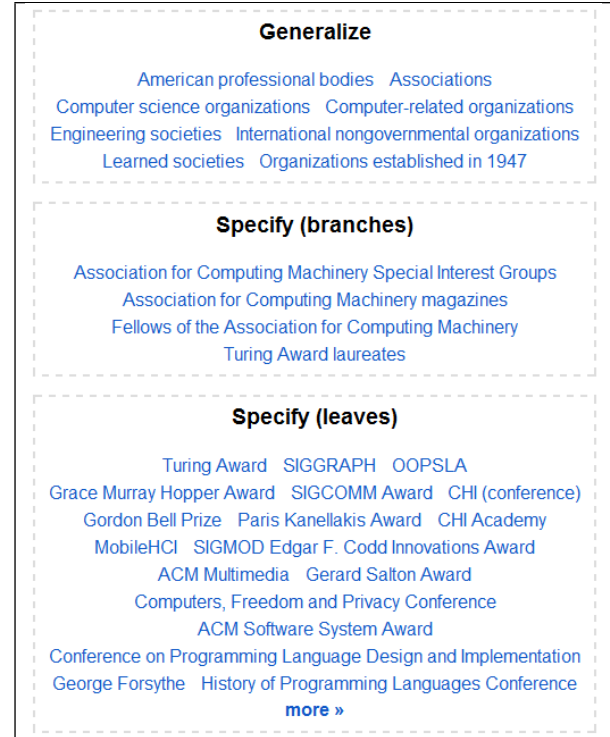 Generalize
American professional bodies Associations
Computer science organizations Computer-related organizations
Engineering societies International nongovernmental organizations
Learned societies Organizations established in 1947
Specify (branches)
Association for Computing Machinery Special Interest Groups
Association for Computing Machinery magazines
Fellows of the Association for Computing Machinery
Turing Award laureates
Specify (leaves)
Turing Award SIGGRAPH OOPSLA
Grace Murray Hopper Award SIGCOMM Award CHI (conference)
Gordon Bell Prize Paris Kanellakis Award CHI Academy
MobileHCI SIGMOD Edgar F. Codd Innovations Award
ACM Multimedia Gerard Salton Award
Computers, Freedom and Privacy Conference
ACM Software System Award
Conference on Programming Language Design and Implementation
George Forsythe History of Programming Languages Conference
more »